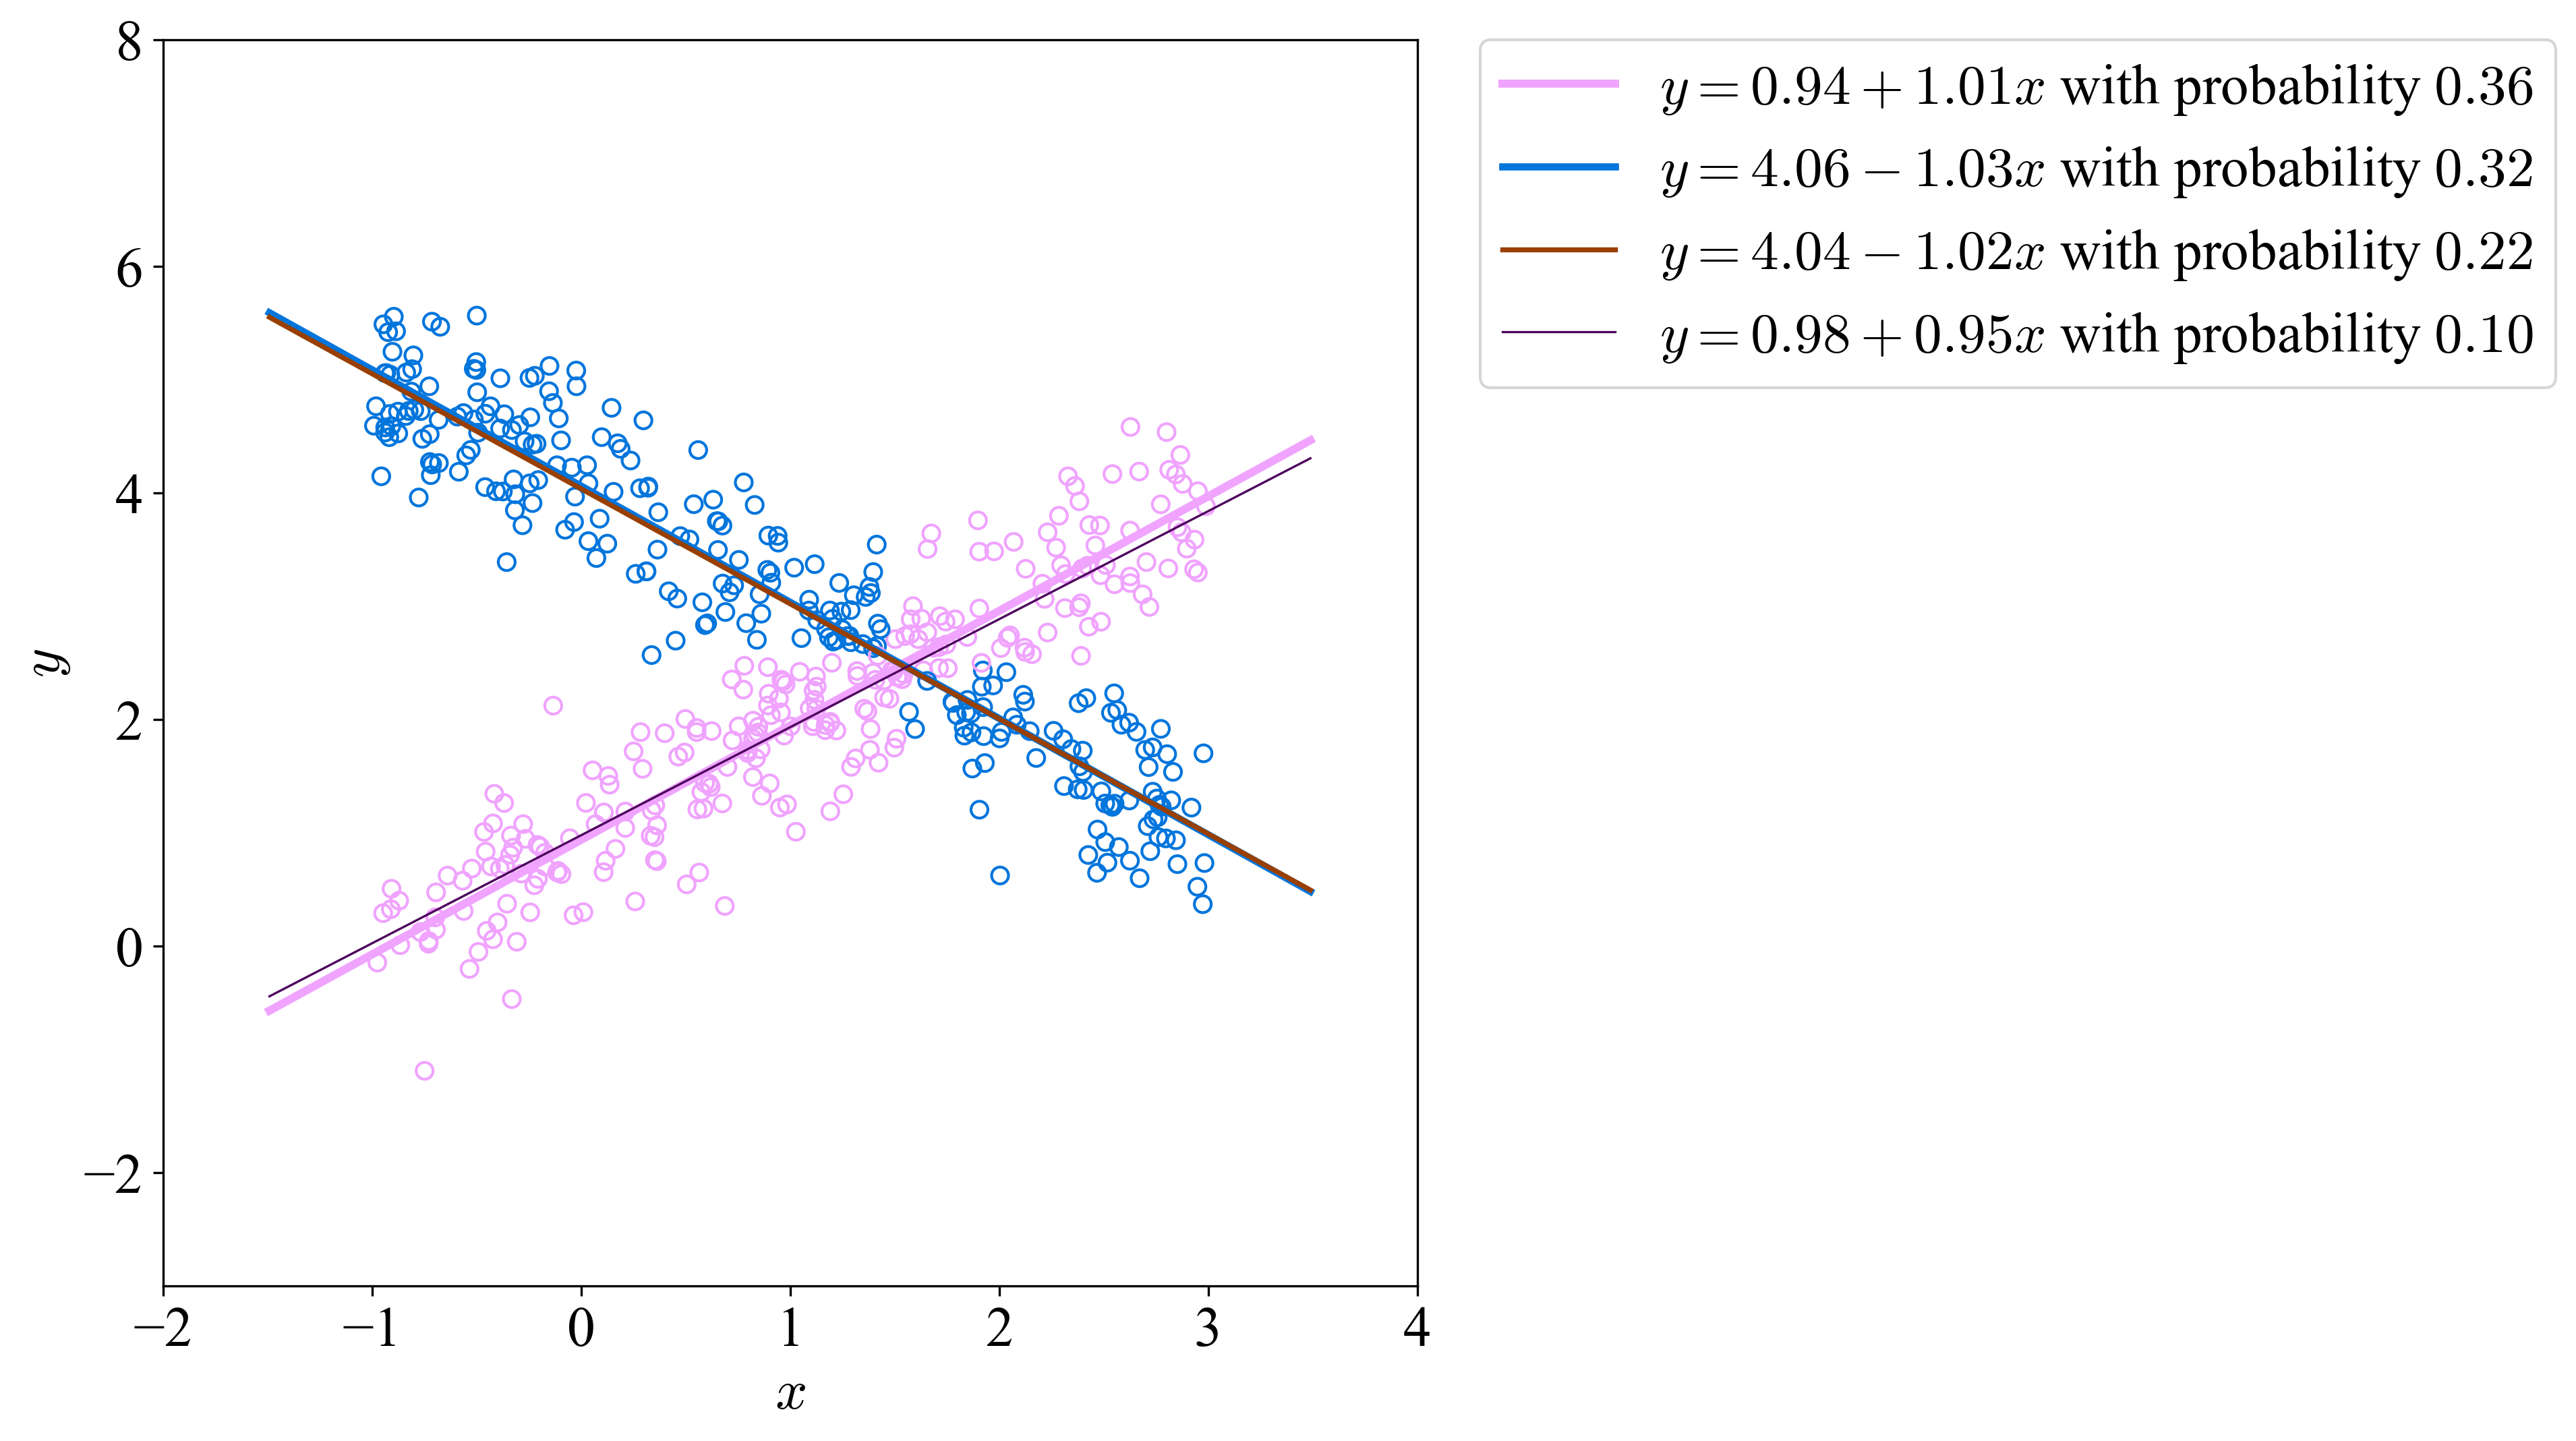 8
6
4
2
0
−2
y
−2 −1 0 1 2 3 4
x
y = 0.94 + 1.01x with probability 0.36
y = 4.06 − 1.03x with probability 0.32
y = 4.04 − 1.02x with probability 0.22
y = 0.98 + 0.95x with probability 0.10